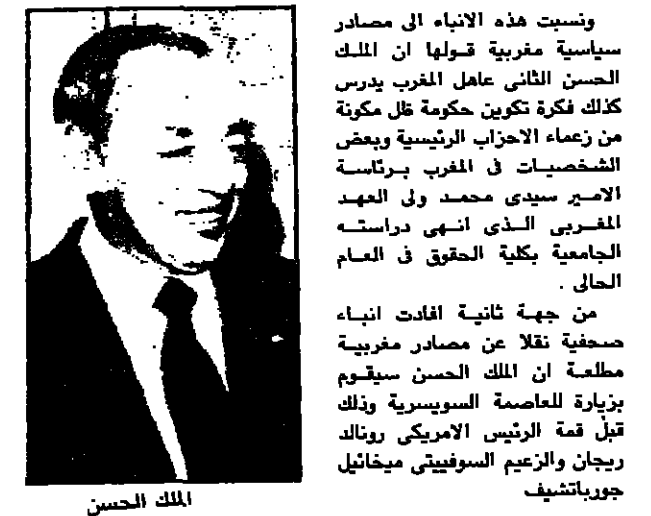 ونسبت هذه الانباء الى مصادر
سياسية مغربية قولها ان الملك
الحسن الثانى عاهل المغرب يدرس
كذلك فكرة تكوين حكومة ظل مكونة
من زعماء الاحزاب الرئيسية وبعض
الشخصيات فى المغرب برئاسة
الامير سيدى محمد ولى العهد
المغربى الذى انهى دراسته
الجامعية بكلية الحقوق فى العام
الحالى .
من جهة ثانية افادت انباء
صحفية نقلا عن مصادر مغربية
مطلعة ان الملك الحسن سيقوم
بزيارة للعاصمة السويسرية وذلك
قبل قمة الرئيس الامريكى رونالد
ريجان والزعيم السوفييتى ميخائيل
جورباتشيف
الملك الحسن